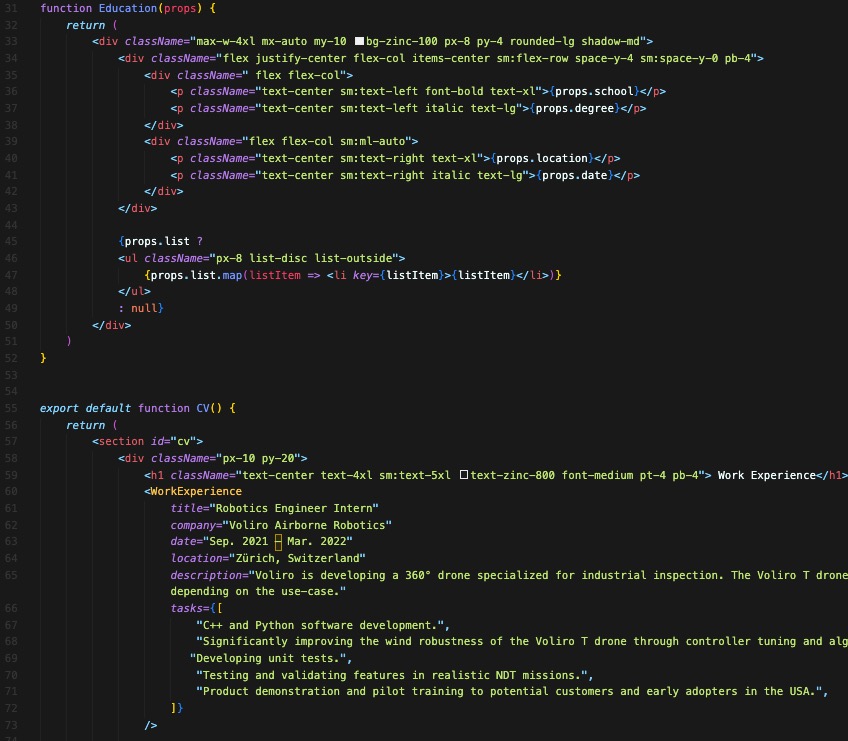 31 function Education(props) {
32 return (
33 <div className="max-w-4xl mx-auto my-10 bg-zinc-100 px-8 py-4 rounded-lg shadow-md">
34 <div className="flex justify-center flex-col items-center sm:flex-row space-y-4 sm:space-y-0 pb-4">
35 <div className=" flex flex-col">
36 <p className="text-center sm:text-left font-bold text-xl">{props.school}</p>
37 <p className="text-center sm:text-left italic text-lg">{props.degree}</p>
38 </div>
39 <div className="flex flex-col sm:ml-auto">
40 <p className="text-center sm:text-right text-xl">{props.location}</p>
41 <p className="text-center sm:text-right italic text-lg">{props.date}</p>
42 </div>
43 </div>
44
45 {props.list ?
46 <ul className="px-8 list-disc list-outside">
47 {props.list.map(listItem => <li key={listItem}>{listItem}</li>)}
48 </ul>
49 : null}
50 </div>
51 )
52 }
53
54
55 export default function CV() {
56 return (
57 <section id="cv">
58 <div className="px-10 py-20">
59 <h1 className="text-center text-4xl sm:text-5xl text-zinc-800 font-medium pt-4 pb-4"> Work Experience</h1>
60 <WorkExperience
61 title="Robotics Engineer Intern"
62 company="Voliro Airborne Robotics"
63 date="Sep. 2021 – Mar. 2022"
64 location="Zürich, Switzerland"
65 description="Voliro is developing a 360° drone specialized for industrial inspection. The Voliro T drone
depending on the use-case."
66 tasks={[
67 "C++ and Python software development.",
68 "Significantly improving the wind robustness of the Voliro T drone through controller tuning and alg
69 "Developing unit tests.",
70 "Testing and validating features in realistic NDT missions.",
71 "Product demonstration and pilot training to potential customers and early adopters in the USA.",
72 ]}
73 />